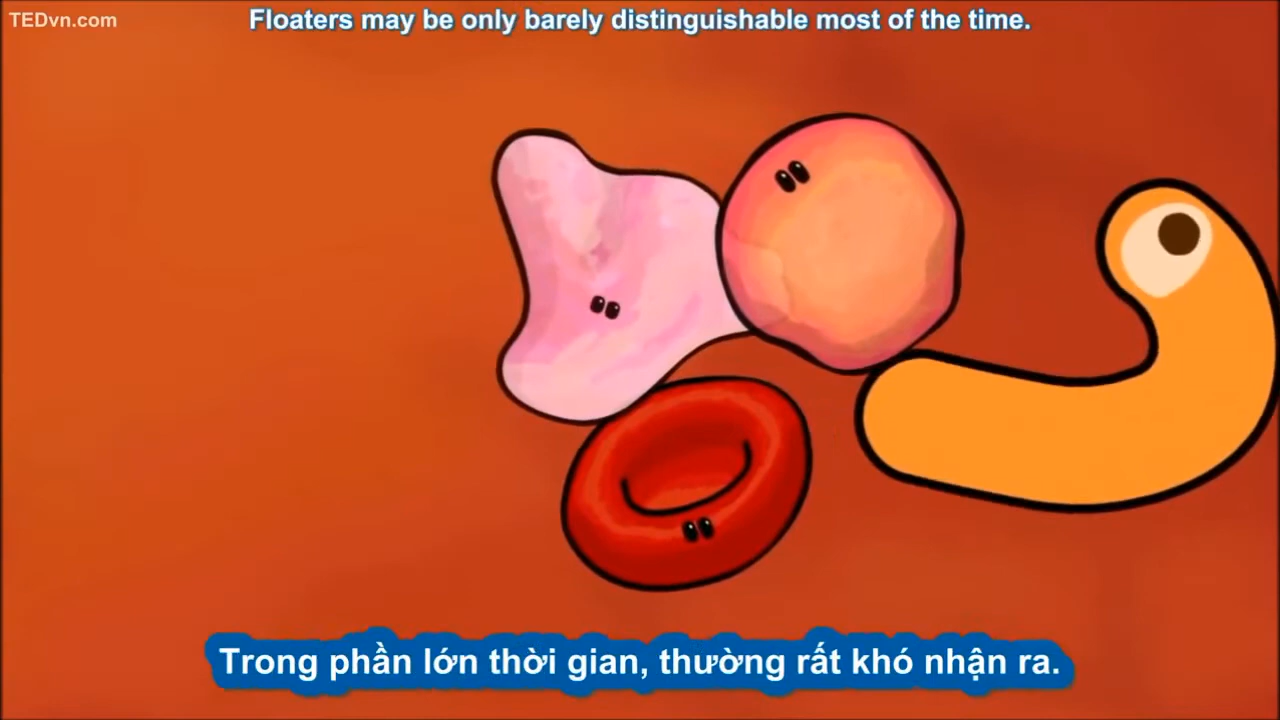 TEDvn.com
Floaters may be only barely distinguishable most of the time.
Trong phần lớn thời gian, thường rất khó nhận ra.